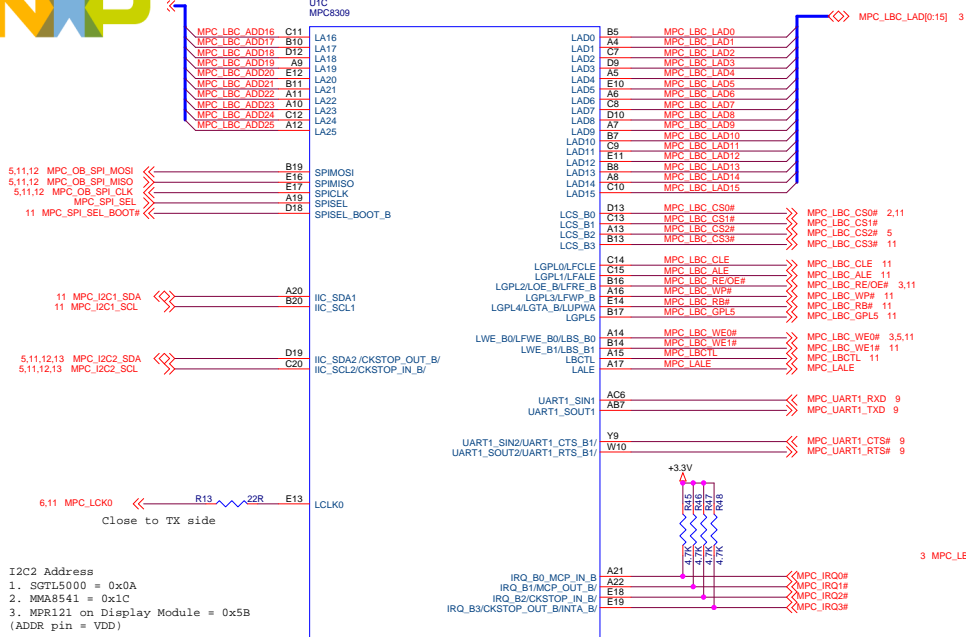 U1C
MPC8309
MPC_LBC_LAD[0:15] 3
MPC_LBC_ADD16 C11 LA16
MPC_LBC_ADD17 B10 LA17
MPC_LBC_ADD18 D12 LA18
MPC_LBC_ADD19 A9 LA19
MPC_LBC_ADD20 E12 LA20
MPC_LBC_ADD21 B11 LA21
MPC_LBC_ADD22 A11 LA22
MPC_LBC_ADD23 A10 LA23
MPC_LBC_ADD24 C12 LA24
MPC_LBC_ADD25 A12 LA25
LAD0 B5 MPC_LBC_LAD0
LAD1 A4 MPC_LBC_LAD1
LAD2 C7 MPC_LBC_LAD2
LAD3 D9 MPC_LBC_LAD3
LAD4 A5 MPC_LBC_LAD4
LAD5 E10 MPC_LBC_LAD5
LAD6 A6 MPC_LBC_LAD6
LAD7 C8 MPC_LBC_LAD7
LAD8 D10 MPC_LBC_LAD8
LAD9 A7 MPC_LBC_LAD9
LAD10 B7 MPC_LBC_LAD10
LAD11 C9 MPC_LBC_LAD11
LAD12 E11 MPC_LBC_LAD12
LAD13 B8 MPC_LBC_LAD13
LAD14 A8 MPC_LBC_LAD14
LAD15 C10 MPC_LBC_LAD15
5,11,12 MPC_OB_SPI_MOSI B19 SPIMOSI
5,11,12 MPC_OB_SPI_MISO E16 SPIMISO
5,11,12 MPC_OB_SPI_CLK E17 SPICLK
MPC_SPI_SEL A19 SPISEL
11 MPC_SPI_SEL_BOOT# D18 SPISEL_BOOT_B
LCS_B0 D13 MPC_LBC_CS0# MPC_LBC_CS0# 2,11
LCS_B1 C13 MPC_LBC_CS1# MPC_LBC_CS1#
LCS_B2 A13 MPC_LBC_CS2# MPC_LBC_CS2# 5
LCS_B3 B13 MPC_LBC_CS3# MPC_LBC_CS3# 11
LGPL0/LFCLE C14 MPC_LBC_CLE MPC_LBC_CLE 11
LGPL1/LFALE C15 MPC_LBC_ALE MPC_LBC_ALE 11
LGPL2/LOE_B/LFRE_B B16 MPC_LBC_RE/OE# MPC_LBC_RE/OE# 3,11
LGPL3/LFWP_B A16 MPC_LBC_WP# MPC_LBC_WP# 11
LGPL4/LGTA_B/LUPWA E14 MPC_LBC_RB# MPC_LBC_RB# 11
LGPL5 B17 MPC_LBC_GPL5 MPC_LBC_GPL5 11
11 MPC_I2C1_SDA A20 IIC_SDA1
11 MPC_I2C1_SCL B20 IIC_SCL1
LWE_B0/LFWE_B0/LBS_B0 A14 MPC_LBC_WE0# MPC_LBC_WE0# 3,5,11
LWE_B1/LBS_B1 B14 MPC_LBC_WE1# MPC_LBC_WE1# 11
LBCTL A15 MPC_LBCTL MPC_LBCTL 11
LALE A17 MPC_LALE MPC_LALE
5,11,12,13 MPC_I2C2_SDA D19 IIC_SDA2 /CKSTOP_OUT_B/
5,11,12,13 MPC_I2C2_SCL C20 IIC_SCL2/CKSTOP_IN_B/
UART1_SIN1 AC6 MPC_UART1_RXD 9
UART1_SOUT1 AB7 MPC_UART1_TXD 9
UART1_SIN2/UART1_CTS_B1/ Y9 MPC_UART1_CTS# 9
UART1_SOUT2/UART1_RTS_B1/ W10 MPC_UART1_RTS# 9
+3.3V
R45 R46 R47 R48
4.7K 4.7K 4.7K 4.7K
6,11 MPC_LCK0 R13 22R E13 LCLK0
Close to TX side
3 MPC_LE
IRQ_B0_MCP_IN_B A21 MPC_IRQ0#
IRQ_B1/MCP_OUT_B/ A22 MPC_IRQ1#
IRQ_B2/CKSTOP_IN_B/ E18 MPC_IRQ2#
IRQ_B3/CKSTOP_OUT_B/INTA_B/ E19 MPC_IRQ3#
I2C2 Address
1. SGTL5000 = 0x0A
2. MMA8541 = 0x1C
3. MPR121 on Display Module = 0x5B
(ADDR pin = VDD)